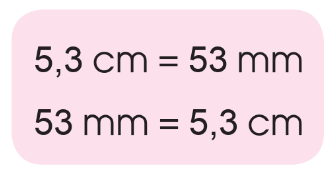 5,3 cm = 53 mm
53 mm = 5,3 cm